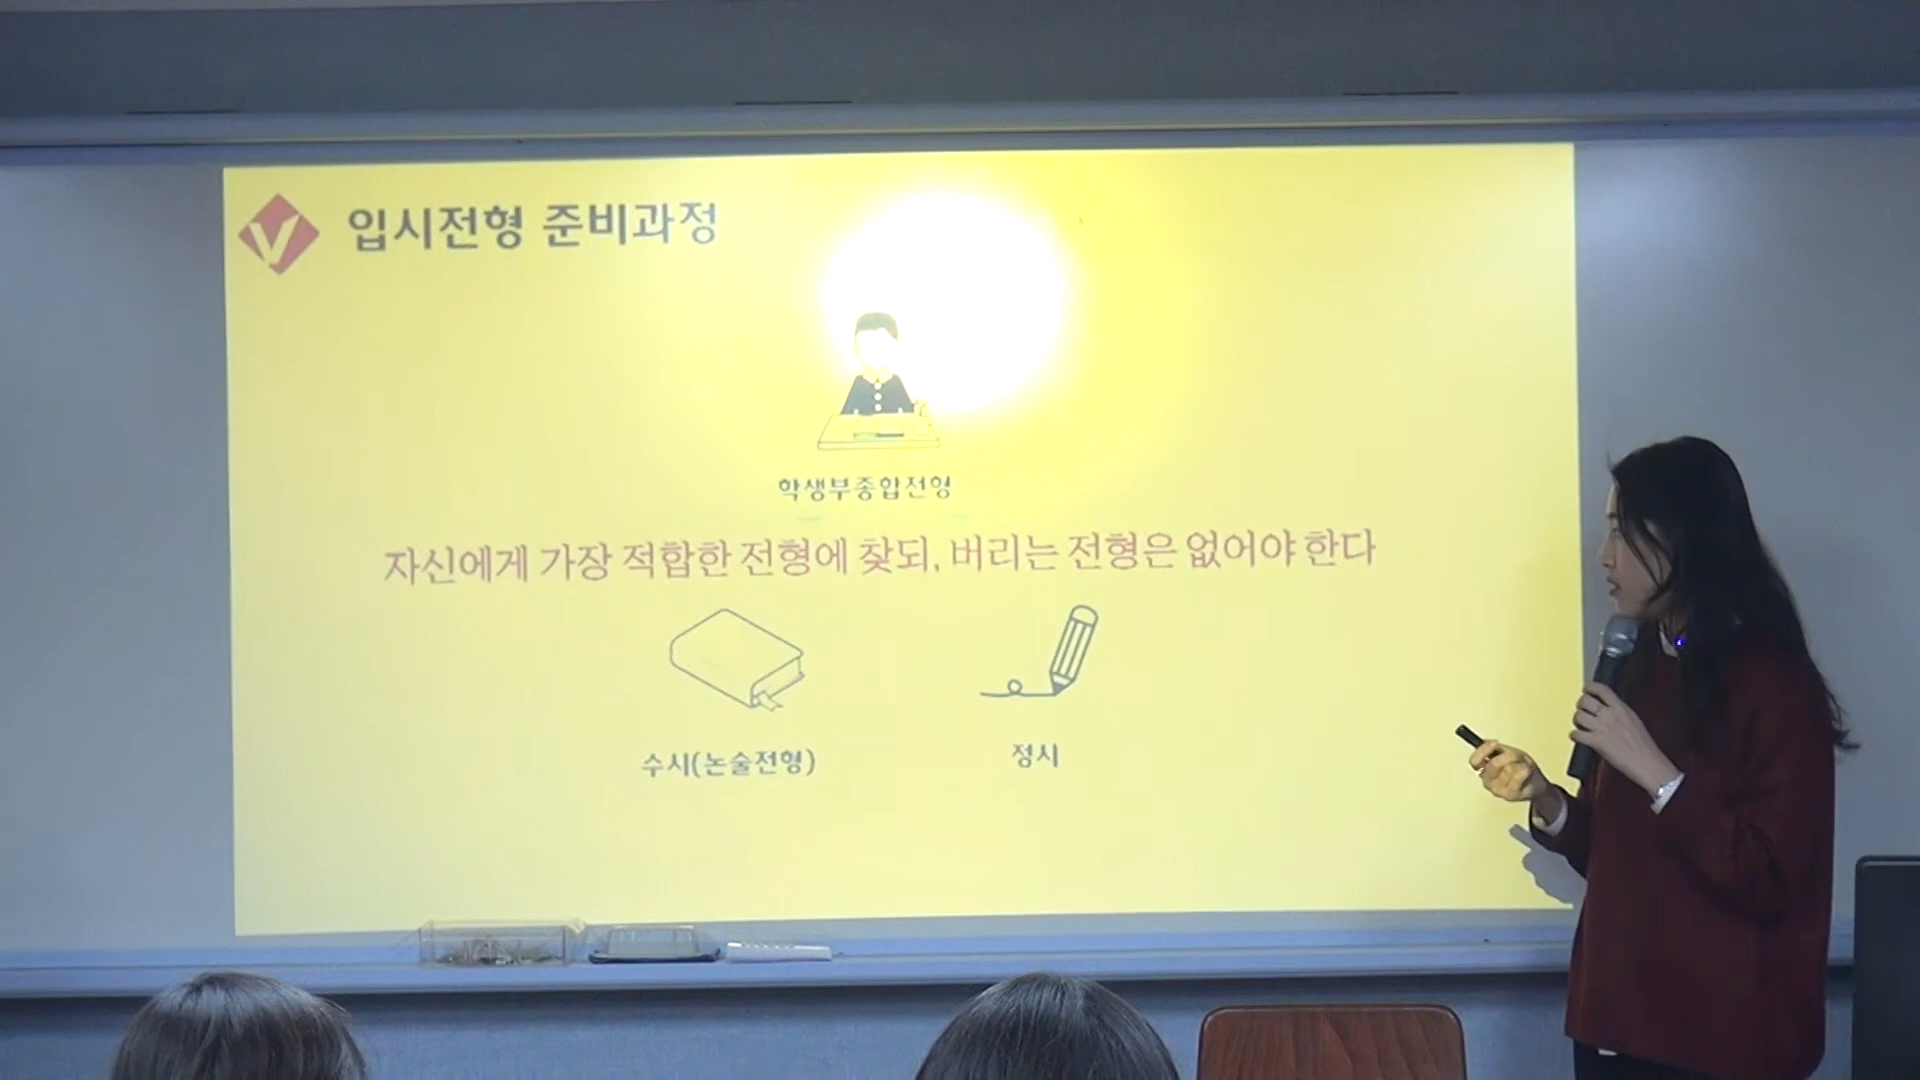 입시전형 준비과정
학생부종합전형
자신에게 가장 적합한 전형에 찾되, 버리는 전형은 없어야 한다
수시(논술전형)
정시